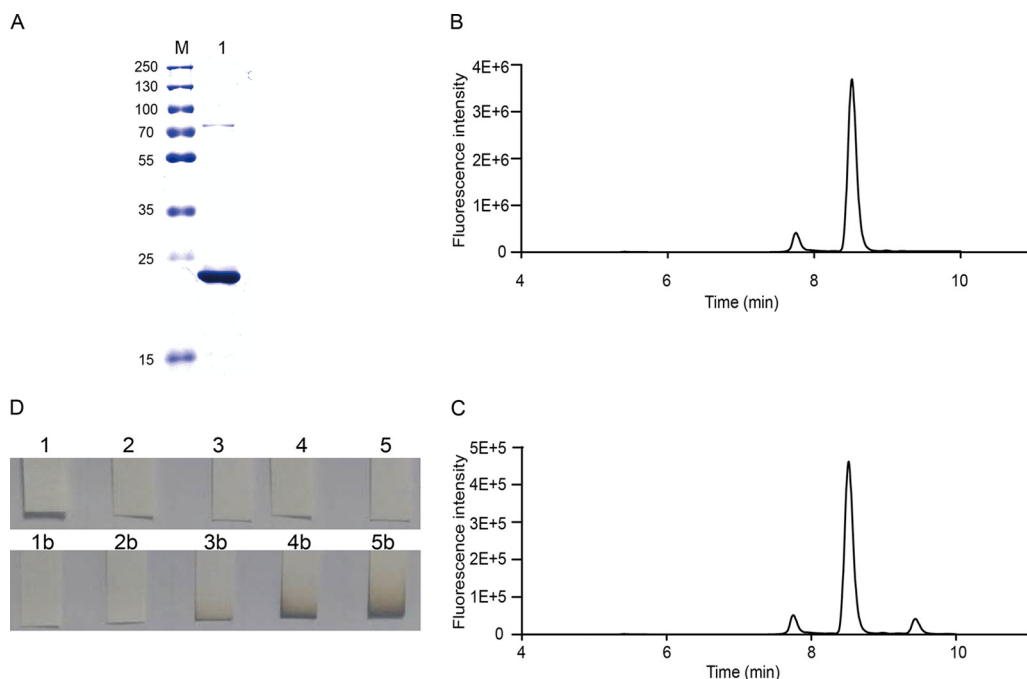 A
M 1
250
130
100
70
55
35
25
15
B
Fluorescence intensity
4E+6
3E+6
2E+6
1E+6
0
4 6 8 10
Time (min)
D
1 2 3 4 5
1b 2b 3b 4b 5b
C
Fluorescence intensity
5E+5
4E+5
3E+5
2E+5
1E+5
0
4 6 8 10
Time (min)